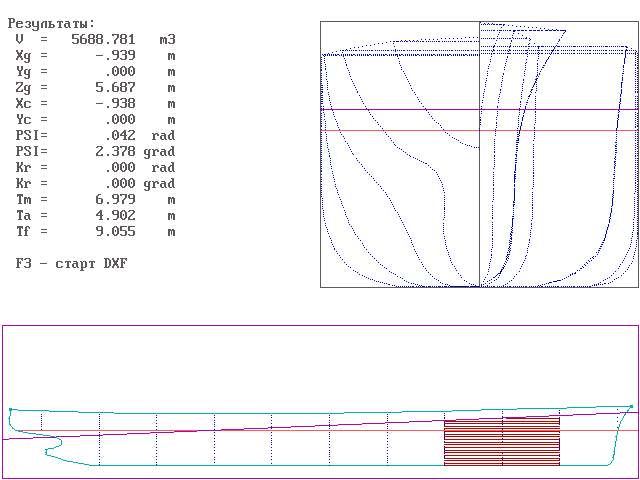 Результаты:
V = 5688.781 m3
Xg = -.939 m
Yg = .000 m
Zg = 5.687 m
Xc = -.938 m
Yc = .000 m
PSI= .042 rad
PSI= 2.378 grad
Kr = .000 rad
Kr = .000 grad
Tm = 6.979 m
Ta = 4.902 m
Tf = 9.055 m
F3 - старт DXF